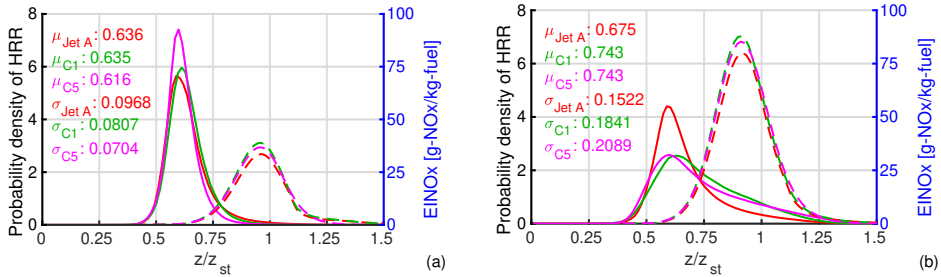 Probability density of HRR
8
6
4
2
0
μJet A: 0.636
μC1: 0.635
μC5: 0.616
σJet A: 0.0968
σC1: 0.0807
σC5: 0.0704
100
75
50
25
0
EINOx [g-NOx/kg-fuel]
0 0.25 0.5 0.75 1 1.25 1.5
z/zst
(a)
Probability density of HRR
8
6
4
2
0
μJet A: 0.675
μC1: 0.743
μC5: 0.743
σJet A: 0.1522
σC1: 0.1841
σC5: 0.2089
100
75
50
25
0
EINOx [g-NOx/kg-fuel]
0 0.25 0.5 0.75 1 1.25 1.5
z/zst
(b)